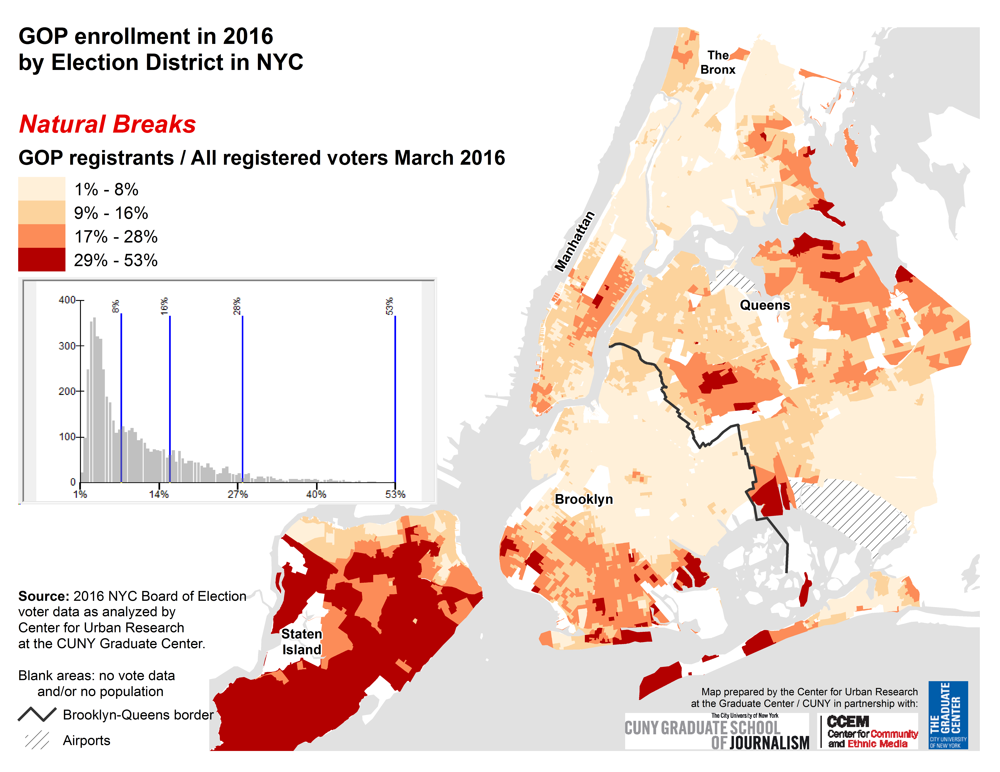 GOP enrollment in 2016
by Election District in NYC
Natural Breaks
GOP registrants / All registered voters March 2016
1% - 8%
9% - 16%
17% - 28%
29% - 53%
400
300
200
100
0
8%
16%
28%
53%
1%
14%
27%
40%
53%
The
Bronx
Manhattan
Queens
Brooklyn
Staten
Island
Source: 2016 NYC Board of Election
voter data as analyzed by
Center for Urban Research
at the CUNY Graduate Center.
Blank areas: no vote data
and/or no population
Brooklyn-Queens border
Airports
Map prepared by the Center for Urban Research
at the Graduate Center / CUNY in partnership with:
The City University of New York
CUNY GRADUATE SCHOOL
OF JOURNALISM
CCEM
Center for Community
and Ethnic Media
THE
GRADUATE
CENTER
CITY UNIVERSITY
OF NEW YORK